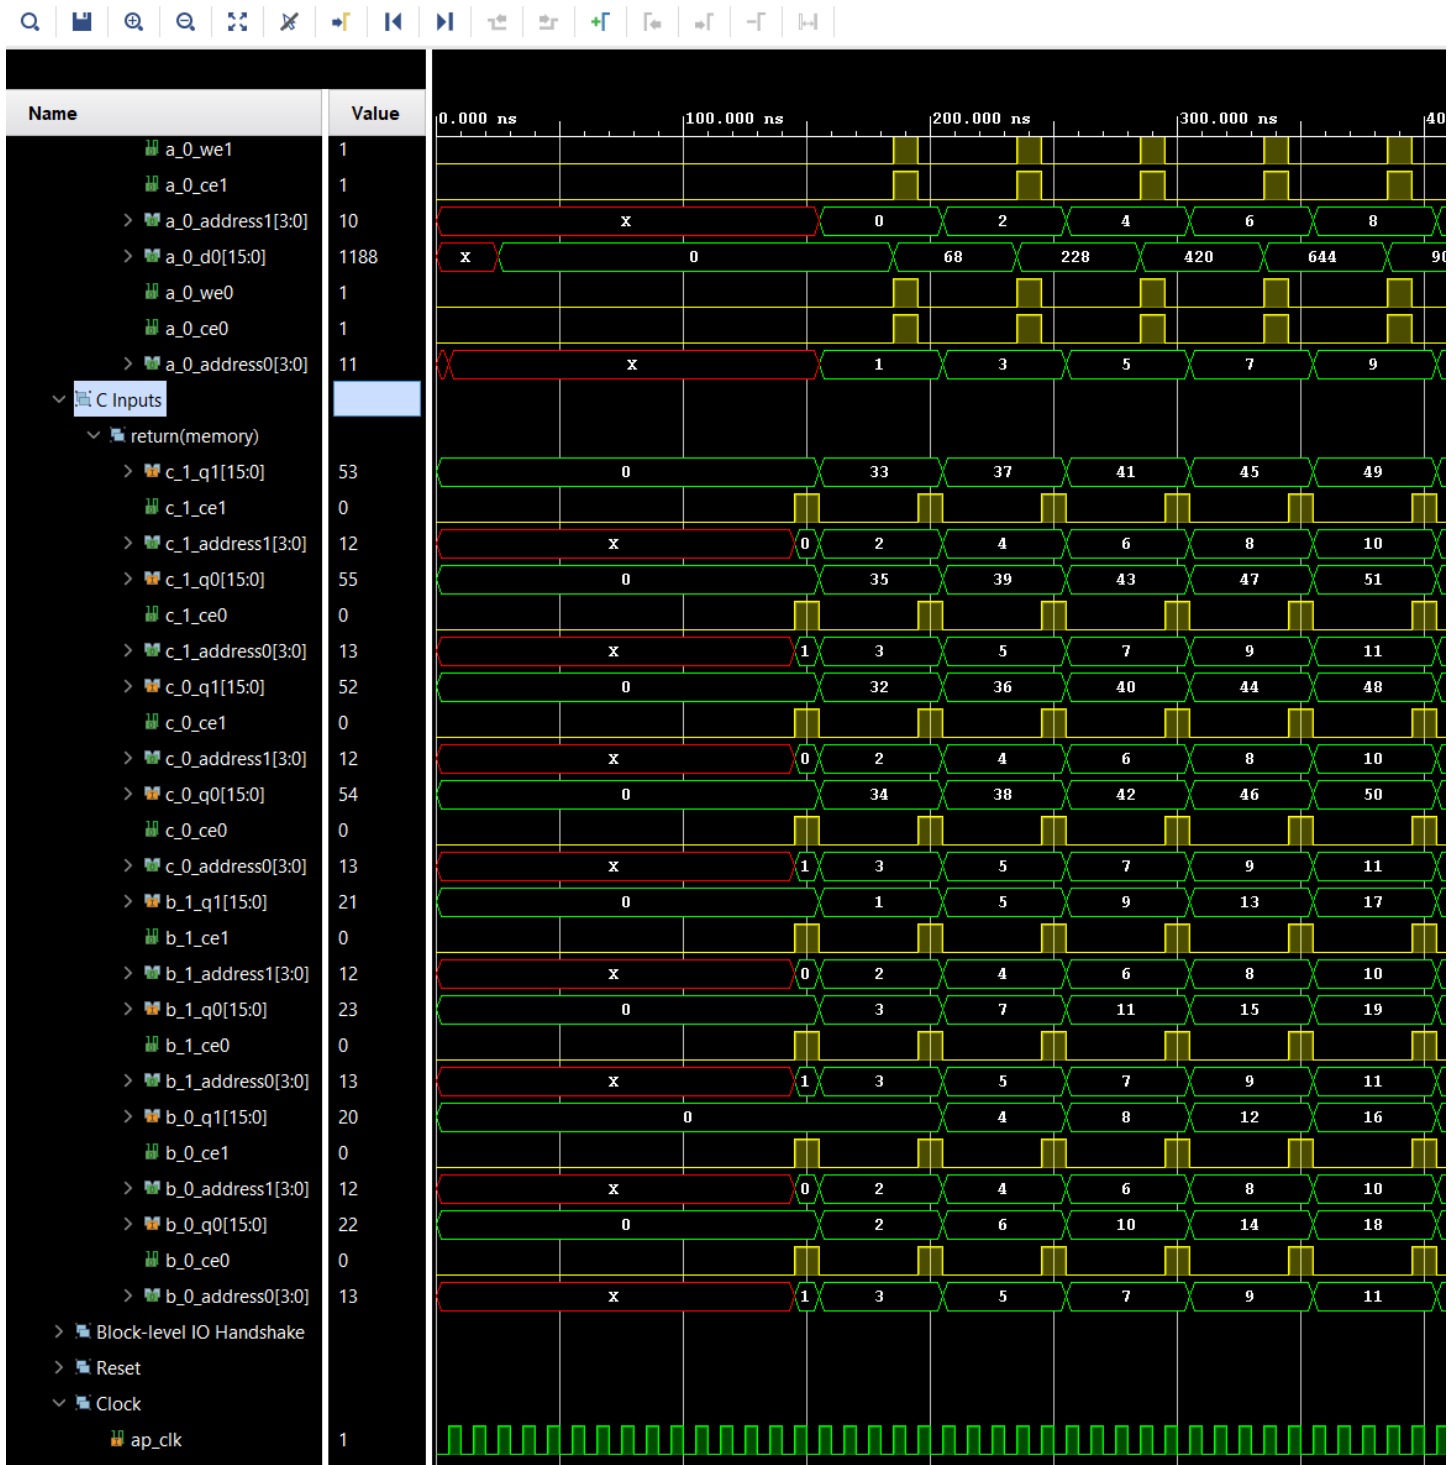 Name Value 0.000 ns 100.000 ns 200.000 ns 300.000 ns 40
a_0_we1 1
a_0_ce1 1
a_0_address1[3:0] 10 X 0 2 4 6 8
a_0_d0[15:0] 1188 X 0 68 228 420 644 90
a_0_we0 1
a_0_ce0 1
a_0_address0[3:0] 11 X 1 3 5 7 9
C Inputs
return(memory)
c_1_q1[15:0] 53 0 33 37 41 45 49
c_1_ce1 0
c_1_address1[3:0] 12 X 0 2 4 6 8 10
c_1_q0[15:0] 55 0 35 39 43 47 51
c_1_ce0 0
c_1_address0[3:0] 13 X 1 3 5 7 9 11
c_0_q1[15:0] 52 0 32 36 40 44 48
c_0_ce1 0
c_0_address1[3:0] 12 X 0 2 4 6 8 10
c_0_q0[15:0] 54 0 34 38 42 46 50
c_0_ce0 0
c_0_address0[3:0] 13 X 1 3 5 7 9 11
b_1_q1[15:0] 21 0 1 5 9 13 17
b_1_ce1 0
b_1_address1[3:0] 12 X 0 2 4 6 8 10
b_1_q0[15:0] 23 0 3 7 11 15 19
b_1_ce0 0
b_1_address0[3:0] 13 X 1 3 5 7 9 11
b_0_q1[15:0] 20 0 4 8 12 16
b_0_ce1 0
b_0_address1[3:0] 12 X 0 2 4 6 8 10
b_0_q0[15:0] 22 0 2 6 10 14 18
b_0_ce0 0
b_0_address0[3:0] 13 X 1 3 5 7 9 11
Block-level IO Handshake
Reset
Clock
ap_clk 1